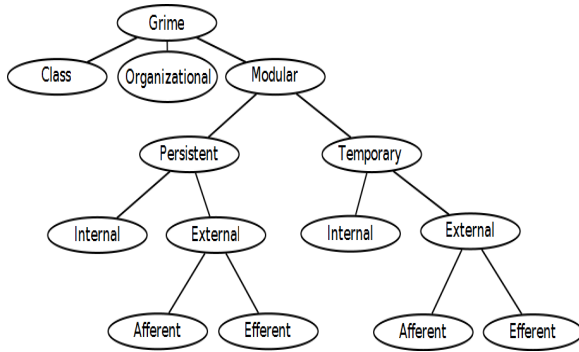 Grime
Class
Organizational
Modular
Persistent
Temporary
Internal
External
Internal
External
Afferent
Efferent
Afferent
Efferent